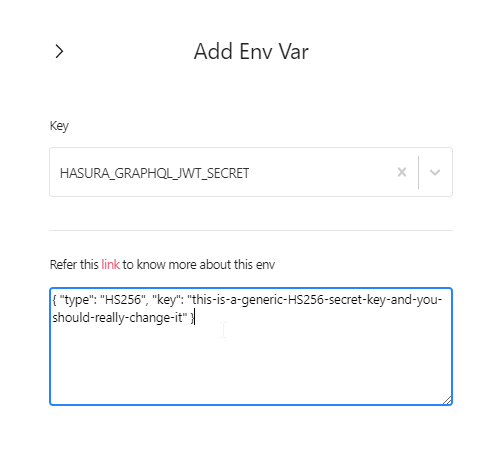 Add Env Var
Key
HASURA_GRAPHQL_JWT_SECRET
Refer this link to know more about this env
{ "type": "HS256", "key": "this-is-a-generic-HS256-secret-key-and-you-
should-really-change-it" }